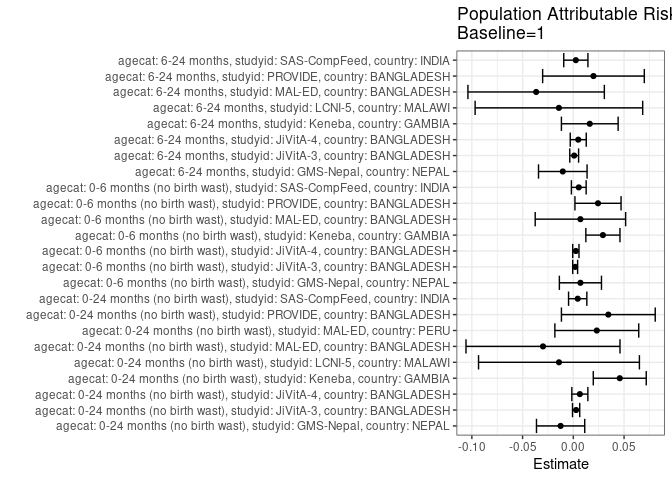 Population Attributable Risk
Baseline=1
agecat: 6-24 months, studyid: SAS-CompFeed, country: INDIA
agecat: 6-24 months, studyid: PROVIDE, country: BANGLADESH
agecat: 6-24 months, studyid: MAL-ED, country: BANGLADESH
agecat: 6-24 months, studyid: LCNI-5, country: MALAWI
agecat: 6-24 months, studyid: Keneba, country: GAMBIA
agecat: 6-24 months, studyid: JiVitA-4, country: BANGLADESH
agecat: 6-24 months, studyid: JiVitA-3, country: BANGLADESH
agecat: 6-24 months, studyid: GMS-Nepal, country: NEPAL
agecat: 0-6 months (no birth wast), studyid: SAS-CompFeed, country: INDIA
agecat: 0-6 months (no birth wast), studyid: PROVIDE, country: BANGLADESH
agecat: 0-6 months (no birth wast), studyid: MAL-ED, country: BANGLADESH
agecat: 0-6 months (no birth wast), studyid: Keneba, country: GAMBIA
agecat: 0-6 months (no birth wast), studyid: JiVitA-4, country: BANGLADESH
agecat: 0-6 months (no birth wast), studyid: JiVitA-3, country: BANGLADESH
agecat: 0-6 months (no birth wast), studyid: GMS-Nepal, country: NEPAL
agecat: 0-24 months (no birth wast), studyid: SAS-CompFeed, country: INDIA
agecat: 0-24 months (no birth wast), studyid: PROVIDE, country: BANGLADESH
agecat: 0-24 months (no birth wast), studyid: MAL-ED, country: PERU
agecat: 0-24 months (no birth wast), studyid: MAL-ED, country: BANGLADESH
agecat: 0-24 months (no birth wast), studyid: LCNI-5, country: MALAWI
agecat: 0-24 months (no birth wast), studyid: Keneba, country: GAMBIA
agecat: 0-24 months (no birth wast), studyid: JiVitA-4, country: BANGLADESH
agecat: 0-24 months (no birth wast), studyid: JiVitA-3, country: BANGLADESH
agecat: 0-24 months (no birth wast), studyid: GMS-Nepal, country: NEPAL
-0.10 -0.05 0.00 0.05
Estimate